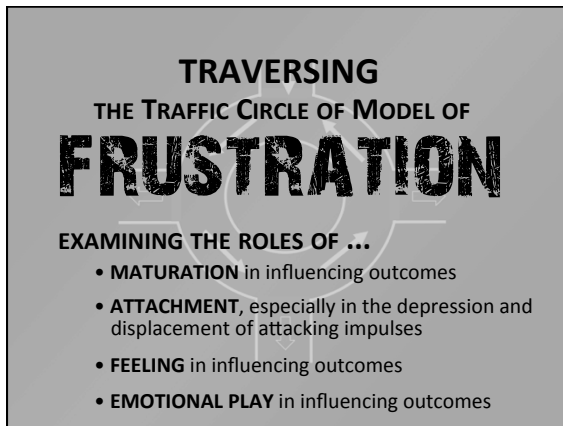 TRAVERSING
THE TRAFFIC CIRCLE OF MODEL OF
FRUSTRATION
EXAMINING THE ROLES OF ...
• MATURATION in influencing outcomes
• ATTACHMENT, especially in the depression and
displacement of attacking impulses
• FEELING in influencing outcomes
• EMOTIONAL PLAY in influencing outcomes